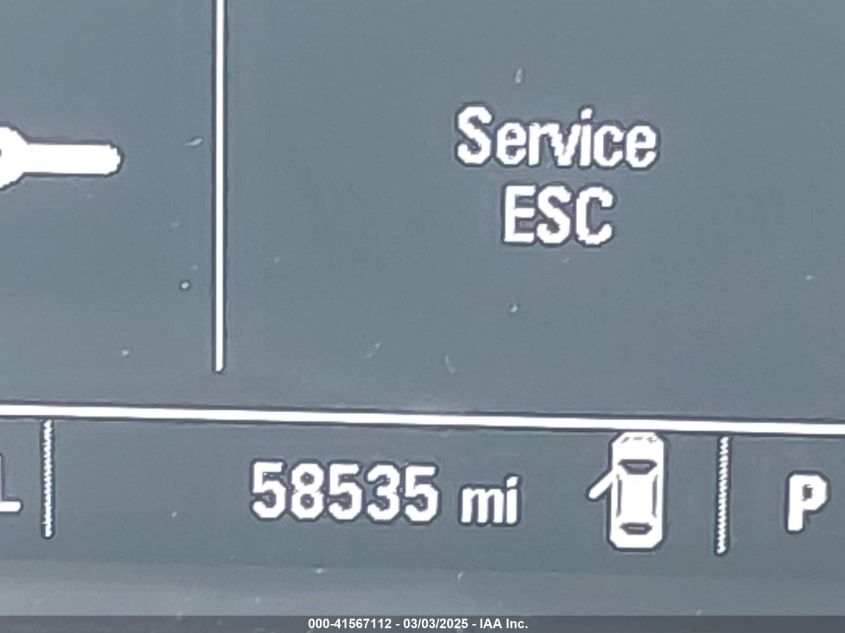 Service
ESC
58535 mi
P
000-41567112 - 03/03/2025 - IAA Inc.